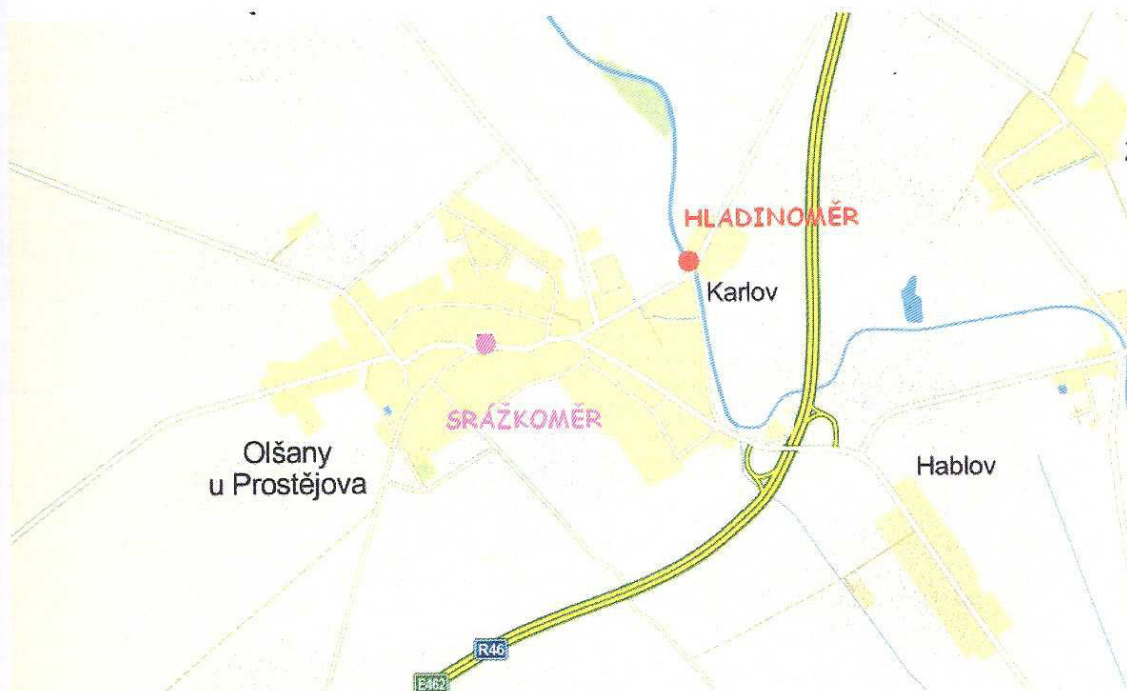 HLADINOMĚR
Karlov
SRÁŽKOMĚR
Olšany
u Prostějova
Hablov
R46
E462